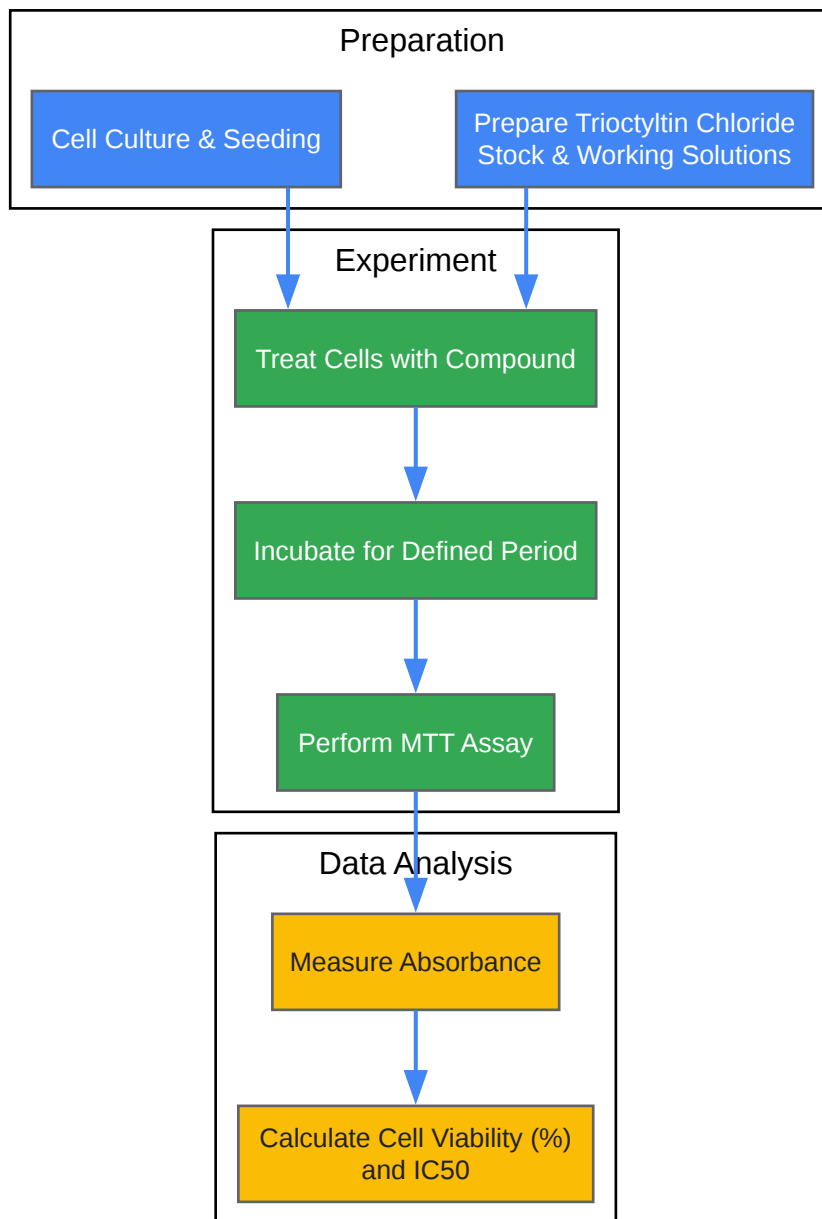 Preparation
Cell Culture & Seeding
Prepare Trioctyltin Chloride
Stock & Working Solutions
Experiment
Treat Cells with Compound
Incubate for Defined Period
Perform MTT Assay
Data Analysis
Measure Absorbance
Calculate Cell Viability (%)
and IC50